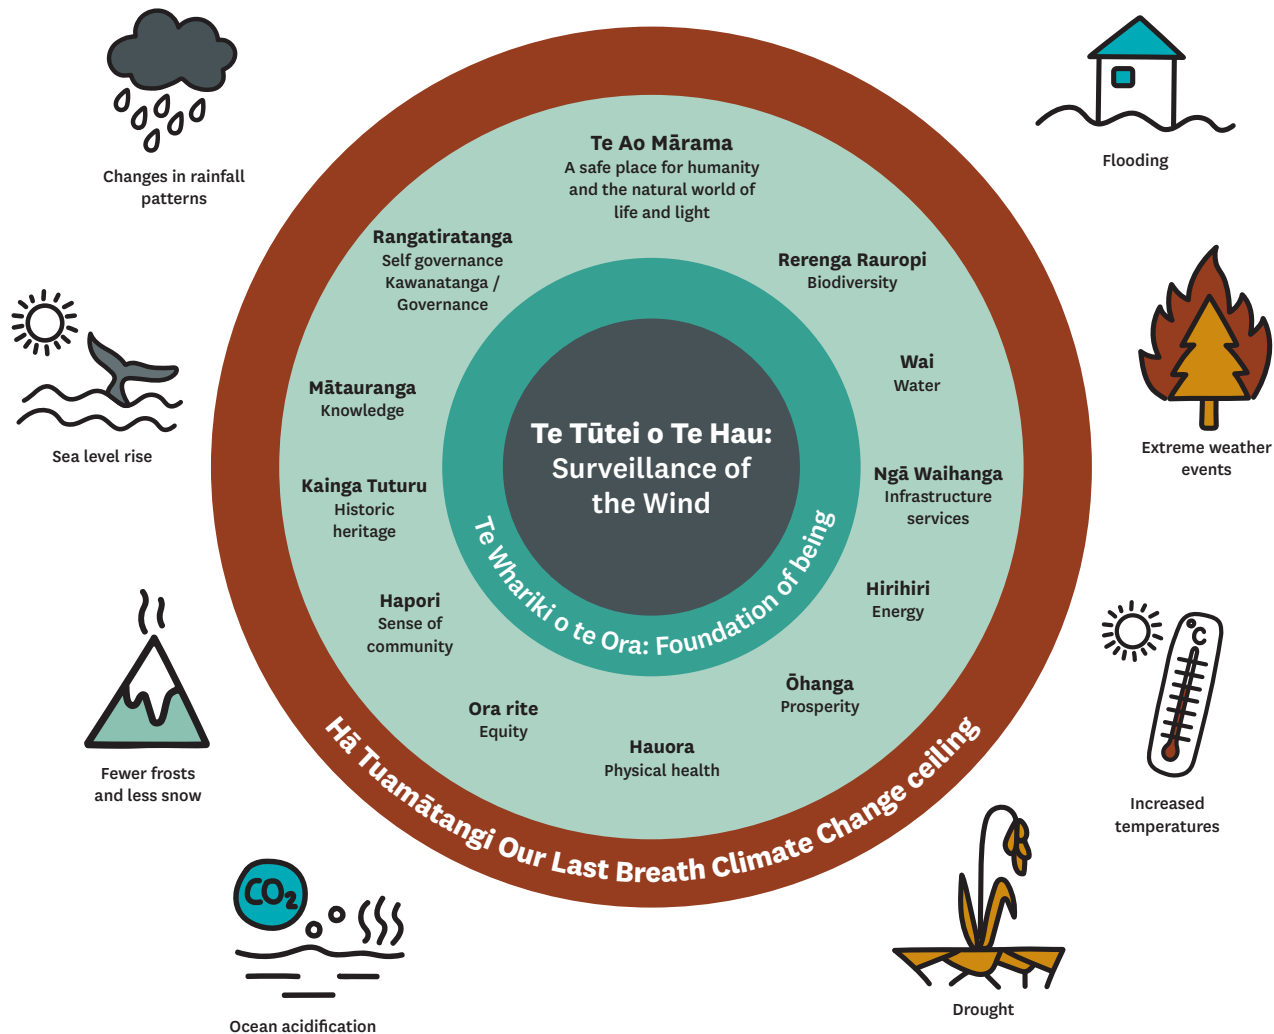 Changes in rainfall
patterns
Flooding
Sea level rise
Extreme weather
events
Fewer frosts
and less snow
°C
Increased
temperatures
CO₂
Ocean acidification
Drought
Te Ao Mārama
A safe place for humanity
and the natural world of
life and light
Rerenga Rauropi
Biodiversity
Wai
Water
Ngā Waihanga
Infrastructure
services
Hirihiri
Energy
Ōhanga
Prosperity
Hauora
Physical health
Ora rite
Equity
Hapori
Sense of
community
Kainga Tuturu
Historic
heritage
Mātauranga
Knowledge
Rangatiratanga
Self governance
Kawanatanga /
Governance
Te Tūtei o Te Hau:
Surveillance of
the Wind
Te Whariki o te Ora: Foundation of being
Hā Tuamātangi Our Last Breath Climate Change ceiling